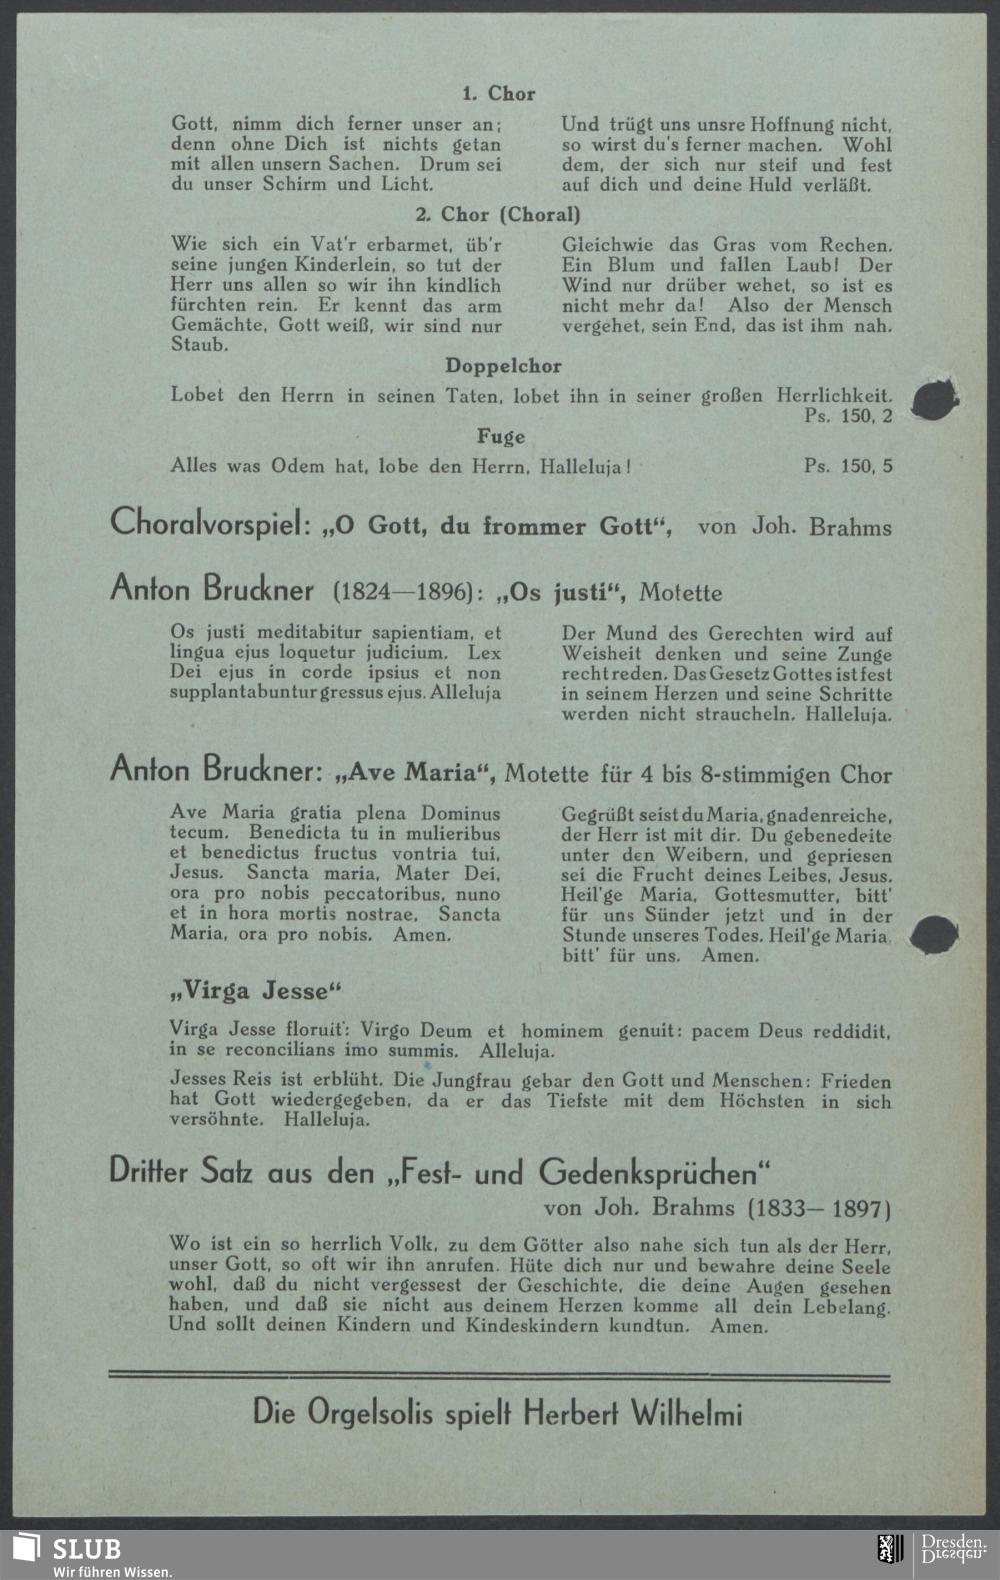 1. Chor
Gott, nimm dich ferner unser an;
denn ohne Dich ist nichts getan
mit allen unsern Sachen. Drum sei
du unser Schirm und Licht.
Und trügt uns unsre Hoffnung nicht,
so wirst du's ferner machen. Wohl
dem, der sich nur steif und fest
auf dich und deine Huld verläßt.
2. Chor (Choral)
Wie sich ein Vat'r erbarmet, üb'r
seine jungen Kinderlein, so tut der
Herr uns allen so wir ihn kindlich
fürchten rein. Er kennt das arm
Gemächte, Gott weiß, wir sind nur
Staub.
Gleichwie das Gras vom Rechen.
Ein Blum und fallen Laub! Der
Wind nur drüber wehet, so ist es
nicht mehr da! Also der Mensch
vergehet, sein End, das ist ihm nah.
Doppelchor
Lobet den Herrn in seinen Taten, lobet ihn in seiner großen Herrlichkeit.
Ps. 150, 2
Fuge
Alles was Odem hat, lobe den Herrn, Halleluja! Ps. 150, 5
Choralvorspiel: „O Gott, du frommer Gott“, von Joh. Brahms
Anton Bruckner (1824—1896): „Os justi“, Motette
Os justi meditabitur sapientiam, et
lingua ejus loquetur judicium. Lex
Dei ejus in corde ipsius et non
supplantabuntur gressus ejus. Alleluja
Der Mund des Gerechten wird auf
Weisheit denken und seine Zunge
recht reden. Das Gesetz Gottes ist fest
in seinem Herzen und seine Schritte
werden nicht straucheln. Halleluja.
Anton Bruckner: „Ave Maria“, Motette für 4 bis 8-stimmigen Chor
Ave Maria gratia plena Dominus
tecum. Benedicta tu in mulieribus
et benedictus fructus vontria tui,
Jesus. Sancta maria, Mater Dei,
ora pro nobis peccatoribus, nuno
et in hora mortis nostrae, Sancta
Maria, ora pro nobis. Amen.
Gegrüßt seist du Maria, gnadenreiche,
der Herr ist mit dir. Du gebenedeite
unter den Weibern, und gepriesen
sei die Frucht deines Leibes, Jesus.
Heil'ge Maria, Gottesmutter, bitt'
für uns Sünder jetzt und in der
Stunde unseres Todes. Heil'ge Maria,
bitt' für uns. Amen.
„Virga Jesse“
Virga Jesse floruit: Virgo Deum et hominem genuit: pacem Deus reddidit,
in se reconcilians imo summis. Alleluja.
Jesses Reis ist erblüht. Die Jungfrau gebar den Gott und Menschen: Frieden
hat Gott wiedergegeben, da er das Tiefste mit dem Höchsten in sich
versöhnte. Halleluja.
Dritter Satz aus den „Fest- und Gedenksprüchen“
von Joh. Brahms (1833— 1897)
Wo ist ein so herrlich Volk, zu dem Götter also nahe sich tun als der Herr,
unser Gott, so oft wir ihn anrufen. Hüte dich nur und bewahre deine Seele
wohl, daß du nicht vergessest der Geschichte, die deine Augen gesehen
haben, und daß sie nicht aus deinem Herzen komme all dein Lebelang.
Und sollt deinen Kindern und Kindeskindern kundtun. Amen.
Die Orgelsolis spielt Herbert Wilhelmi
SLUB
Wir führen Wissen.
Dresden.
Dresden.